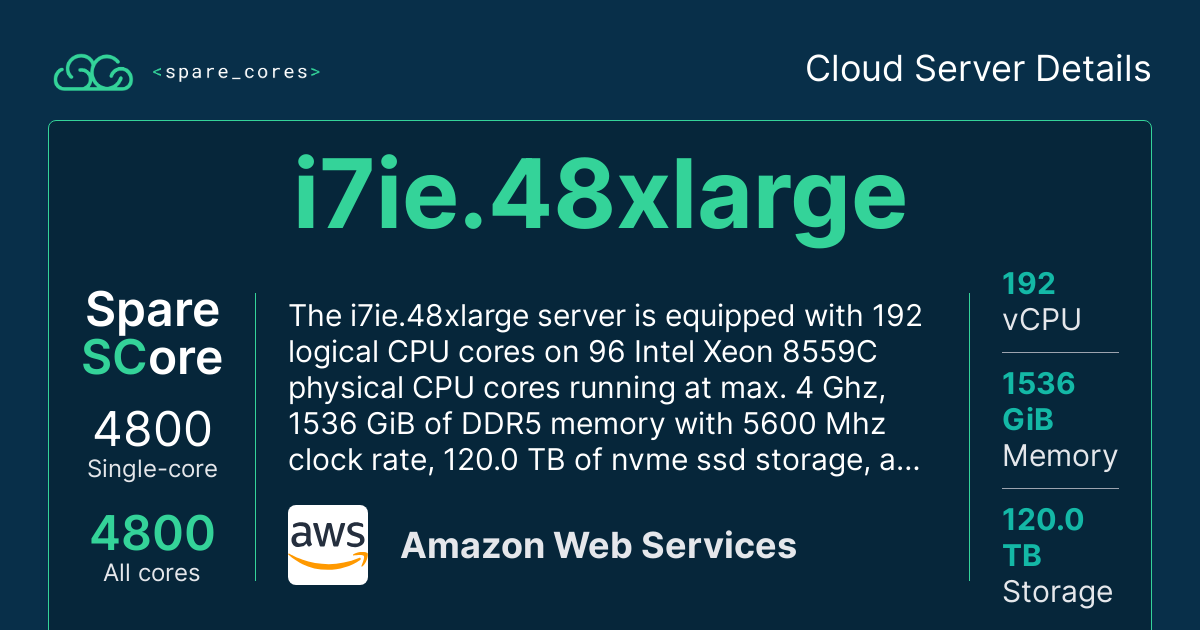 <spare_cores>
Cloud Server Details
i7ie.48xlarge
Spare
SCore
4800
Single-core
4800
All cores
The i7ie.48xlarge server is equipped with 192
logical CPU cores on 96 Intel Xeon 8559C
physical CPU cores running at max. 4 Ghz,
1536 GiB of DDR5 memory with 5600 Mhz
clock rate, 120.0 TB of nvme ssd storage, a...
aws
Amazon Web Services
192
vCPU
1536
GiB
Memory
120.0
TB
Storage